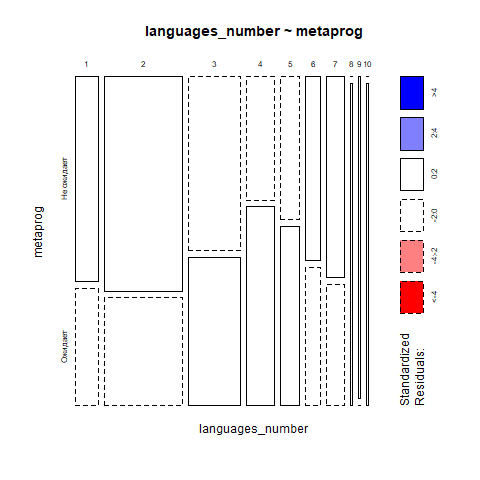 languages_number ~ metaprog
1 2 3 4 5 6 7 8 9 10
Не ожидает
Ожидает
metaprog
languages_number
>4
2:4
0:2
-2:0
-4:-2
<-4
Standardized
Residuals: